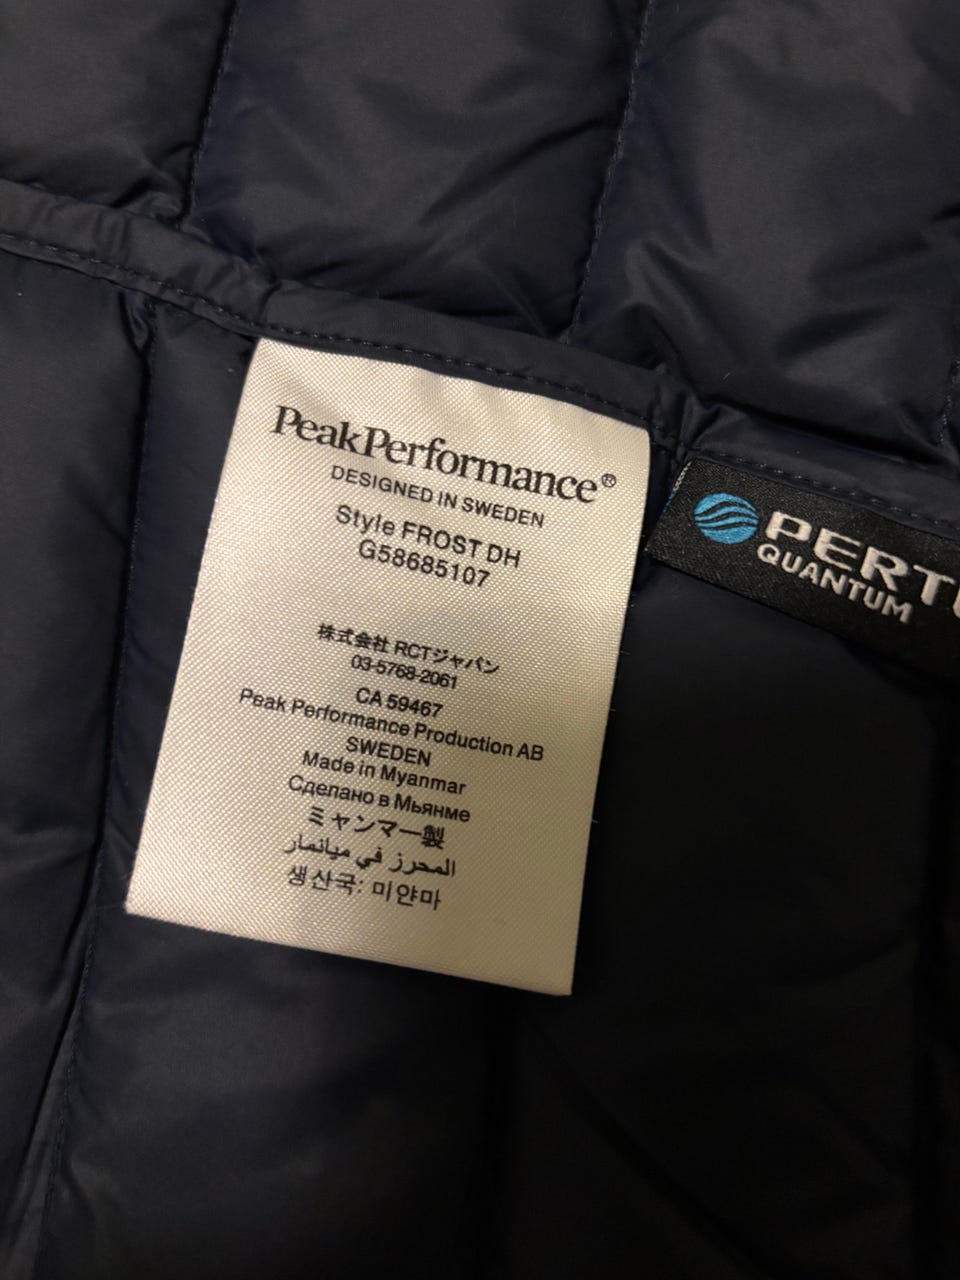 PeakPerformance®
DESIGNED IN SWEDEN
Style FROST DH
G58685107
株式会社 RCTジャパン
03-5768-2061
CA 59467
Peak Performance Production AB
SWEDEN
Made in Myanmar
Сделано в Мьянме
ミャンマー製
المحرز في ميانمار
생산국: 미얀마
PERT
QUANTUM